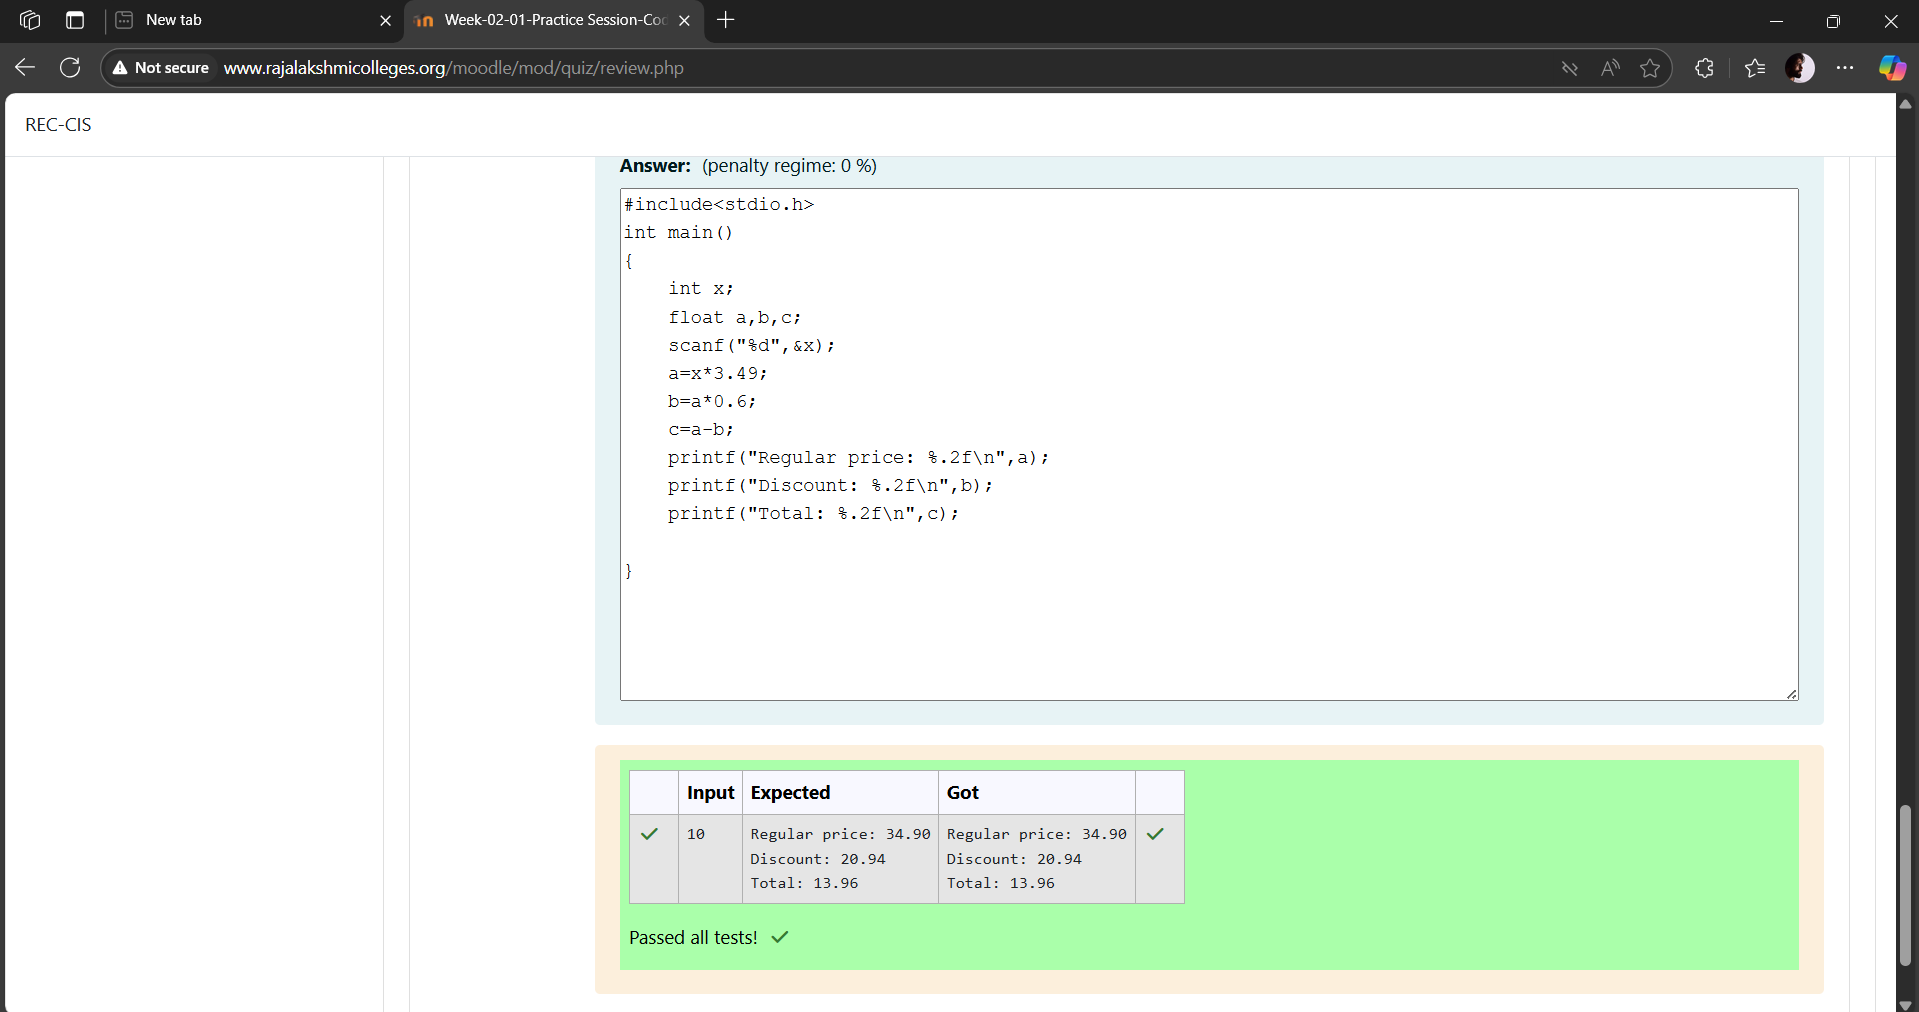 New tab
Week-02-01-Practice Session-Cod
Not secure www.rajalakshmicolleges.org/moodle/mod/quiz/review.php
REC-CIS
Answer: (penalty regime: 0 %)
#include<stdio.h>
int main()
{
    int x;
    float a,b,c;
    scanf("%d",&x);
    a=x*3.49;
    b=a*0.6;
    c=a-b;
    printf("Regular price: %.2f\n",a);
    printf("Discount: %.2f\n",b);
    printf("Total: %.2f\n",c);
}
Input Expected Got
10 Regular price: 34.90 Regular price: 34.90
Discount: 20.94 Discount: 20.94
Total: 13.96 Total: 13.96
Passed all tests!